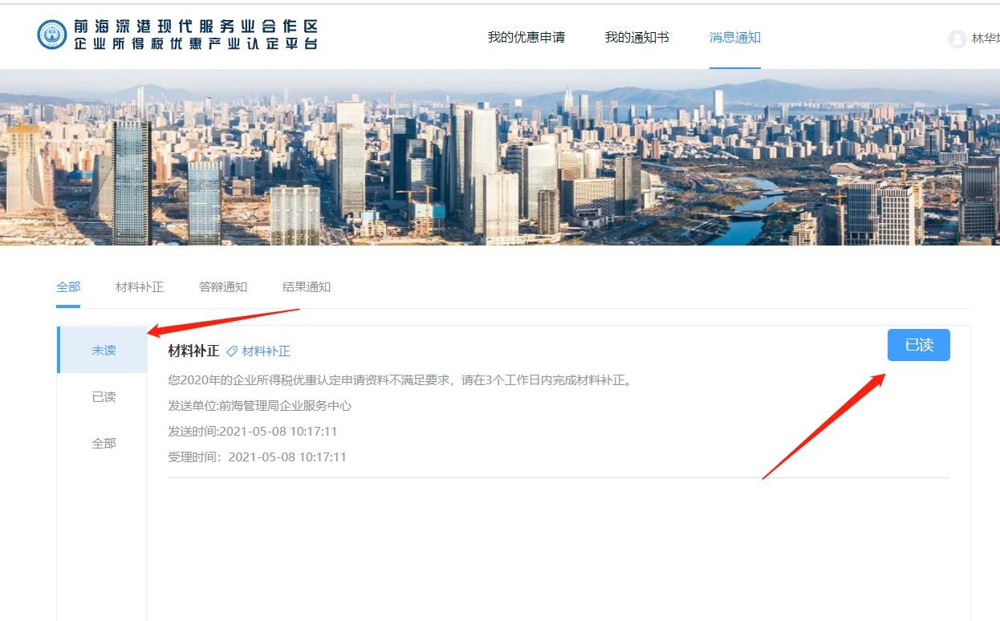 前海深港现代服务业合作区
企业所得税优惠产业认定平台
我的优惠申请 我的通知书 消息通知 林华
全部 材料补正 答辩通知 结果通知
未读
已读
全部
材料补正 材料补正 已读
您2020年的企业所得税优惠认定申请资料不满足要求，请在3个工作日内完成材料补正。
发送单位:前海管理局企业服务中心
发送时间:2021-05-08 10:17:11
受理时间：2021-05-08 10:17:11